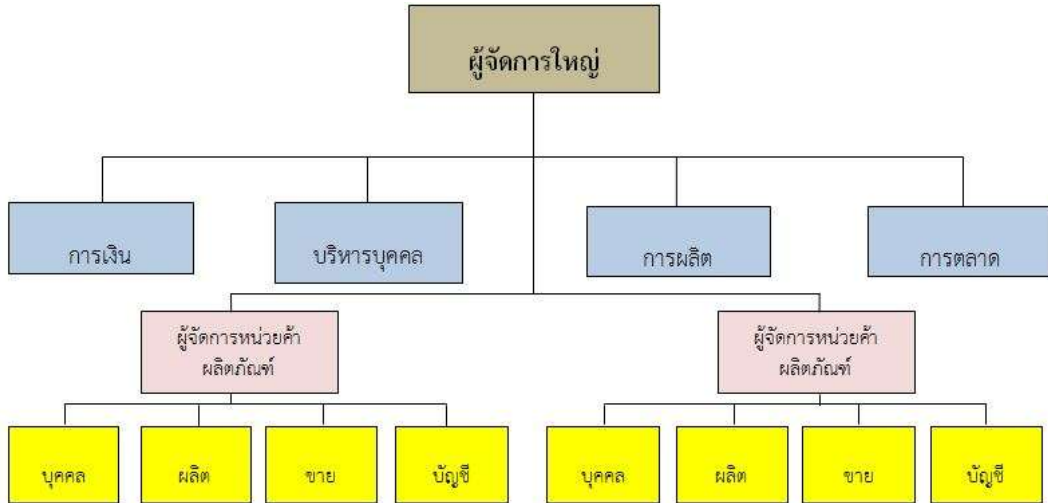 ผู้จัดการใหญ่
การเงิน
บริหารบุคคล
การผลิต
การตลาด
ผู้จัดการหน่วยค้า
ผลิตภัณฑ์
ผู้จัดการหน่วยค้า
ผลิตภัณฑ์
บุคคล
ผลิต
ขาย
บัญชี
บุคคล
ผลิต
ขาย
บัญชี